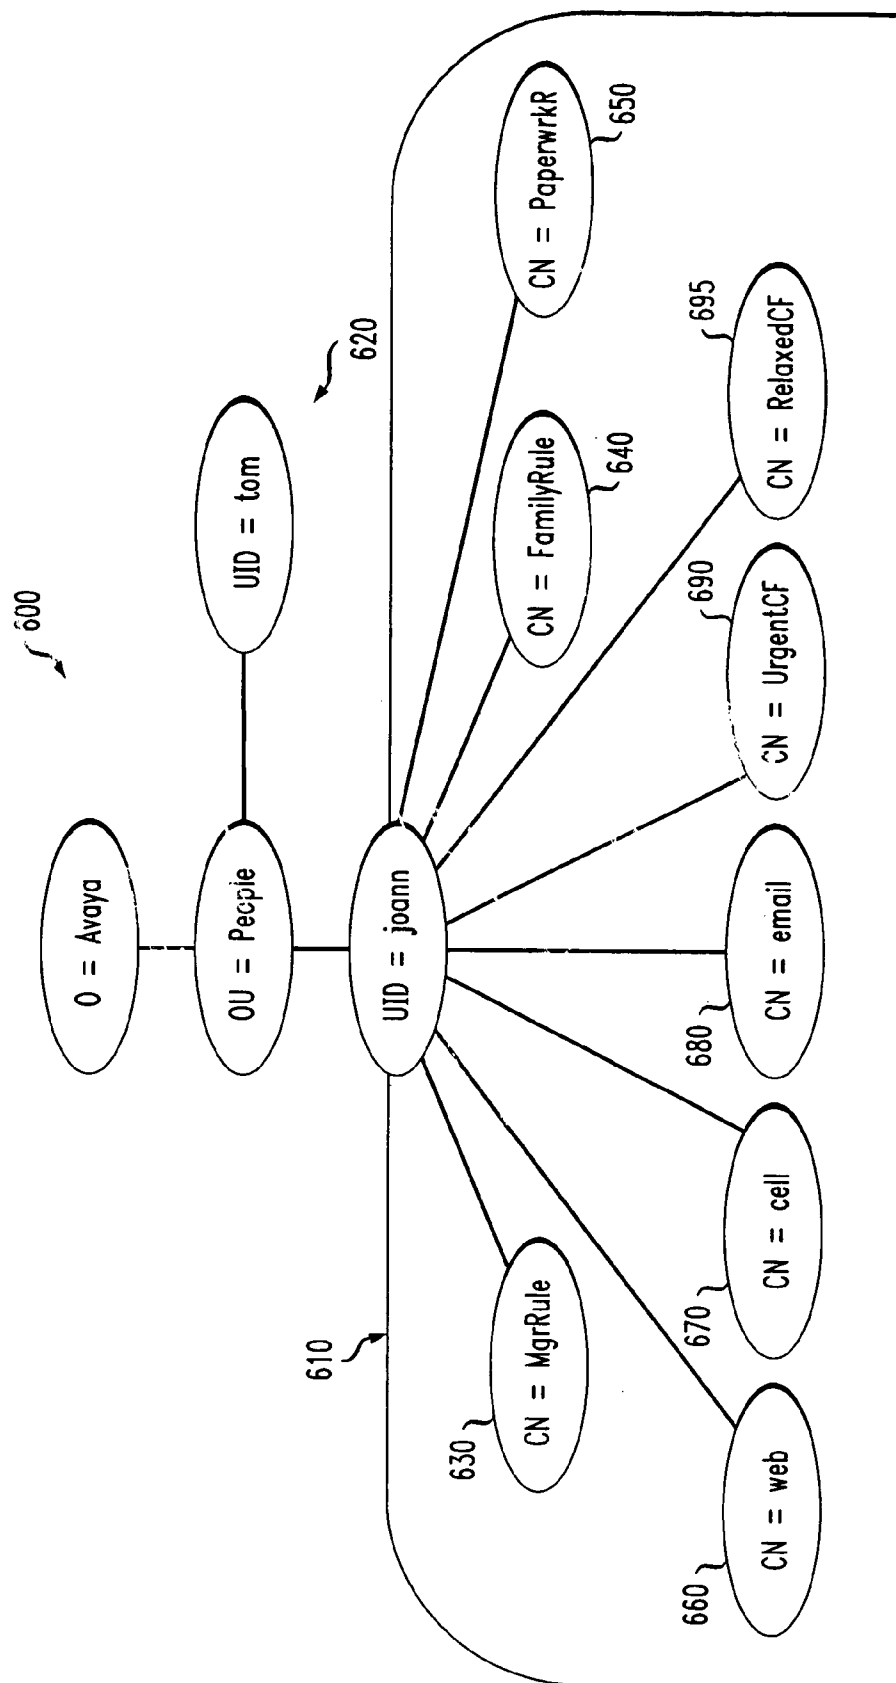 600
O = Avaya
OU = Pecpie
UID = tom
620
610
UID = joann
630
CN = MgrRule
CN = FamilyRule
640
CN = PaperwrkR
650
660
CN = web
670
CN = cell
680
CN = email
690
CN = UrgentCF
695
CN = RelaxedCF